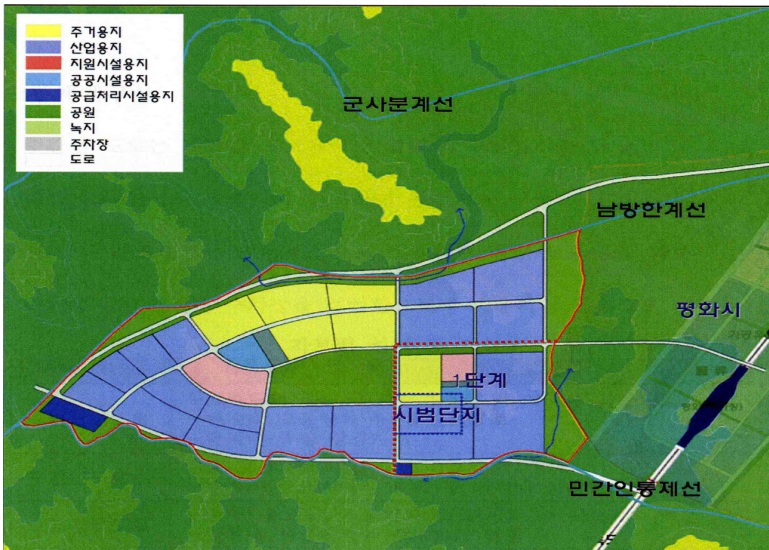 주거용지
산업용지
지원시설용지
공공시설용지
공급처리시설용지
공원
녹지
주차장
도로
군사분계선
남방한계선
평화시
1단계
시범단지
민간인통제선